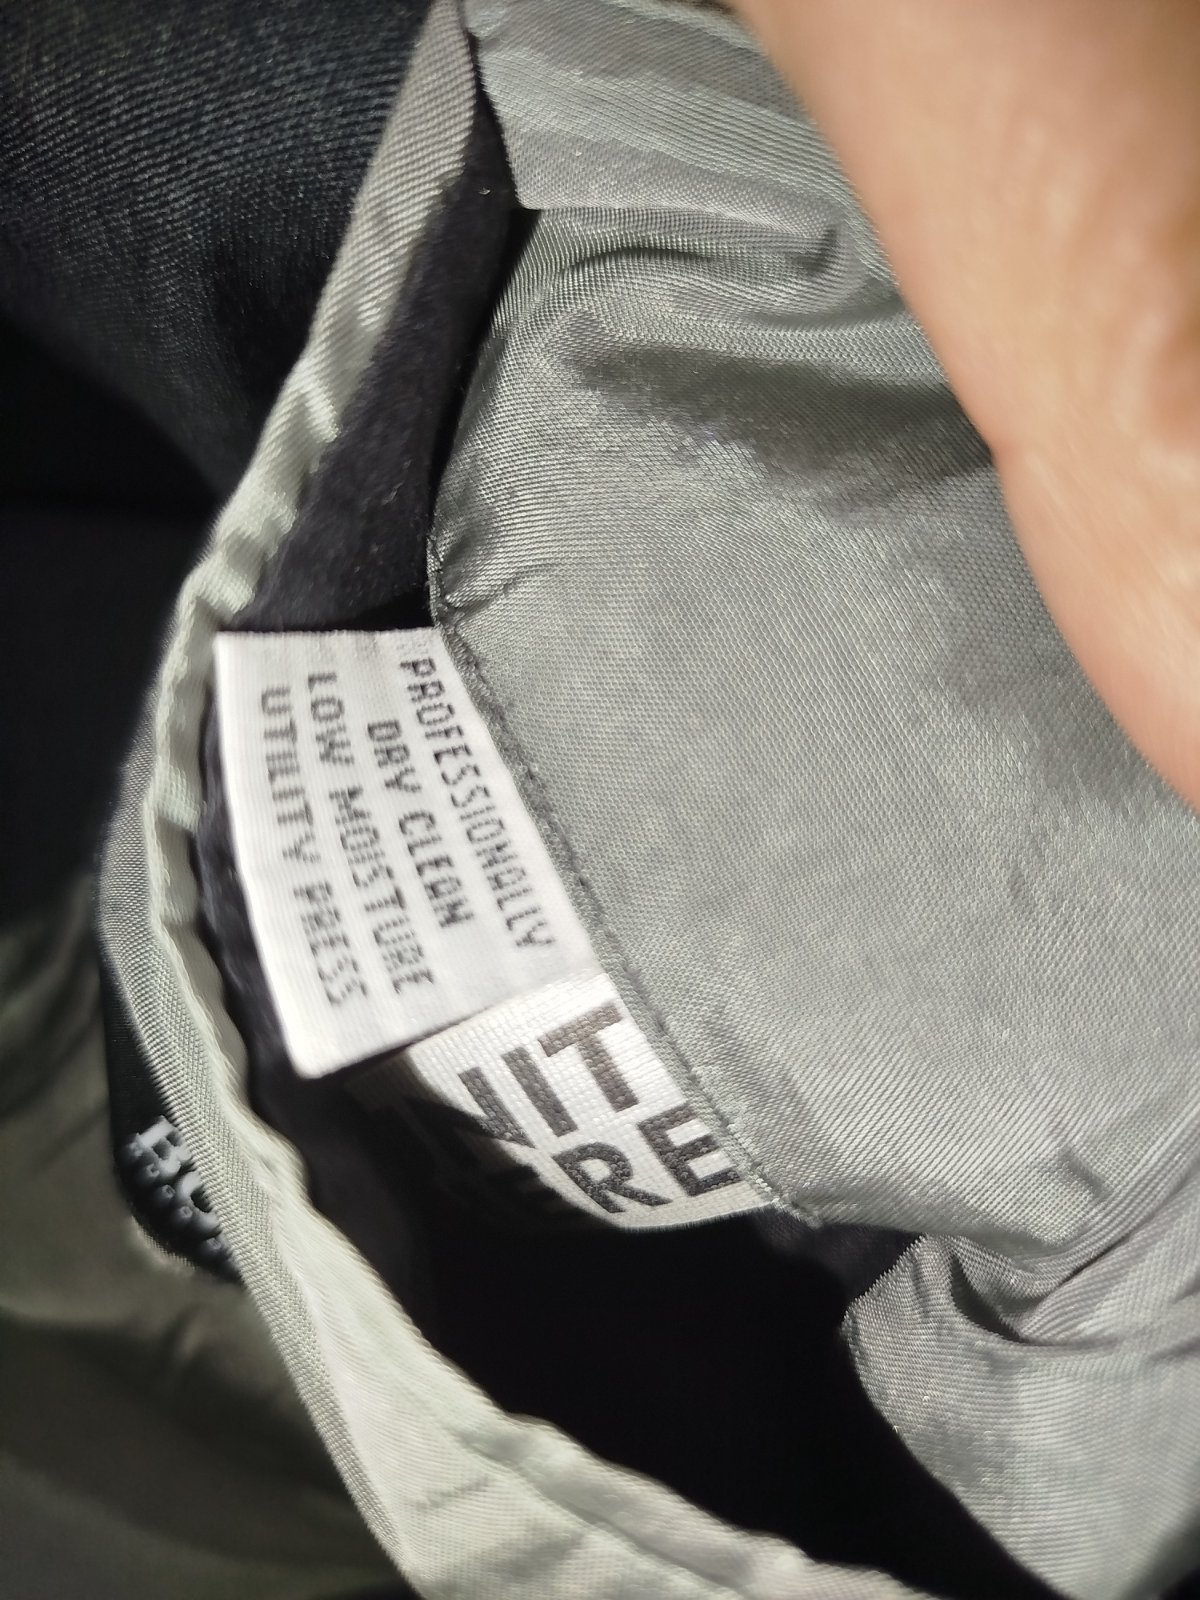 PROFESSIONALLY
DRY CLEAN
LOW MOISTURE
UTILITY PRESS